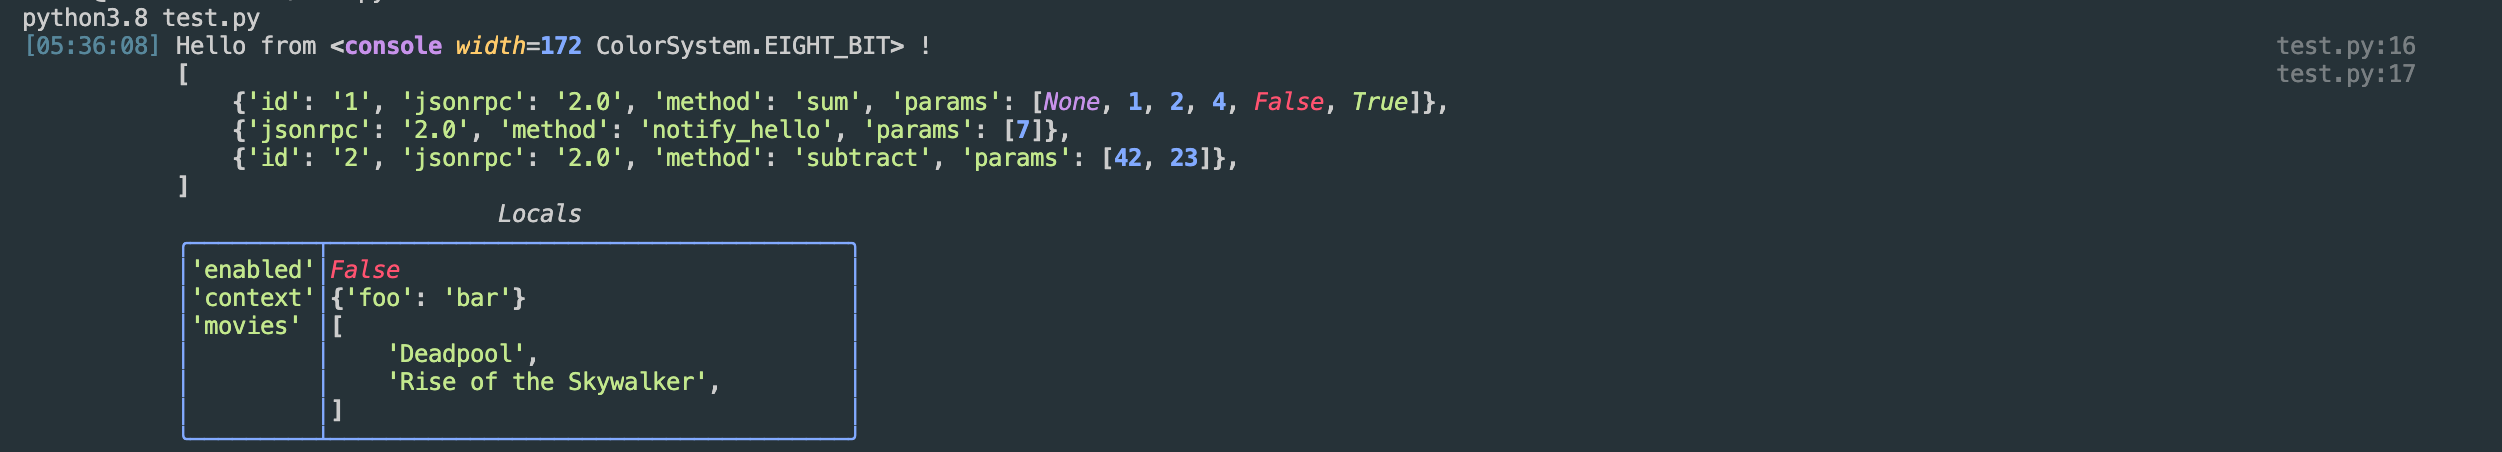 python3.8 test.py
[05:36:08] Hello from <console width=172 ColorSystem.EIGHT_BIT> ! test.py:16
[ test.py:17
{'id': '1', 'jsonrpc': '2.0', 'method': 'sum', 'params': [None, 1, 2, 4, False, True]},
{'jsonrpc': '2.0', 'method': 'notify_hello', 'params': [7]},
{'id': '2', 'jsonrpc': '2.0', 'method': 'subtract', 'params': [42, 23]},
]
Locals
'enabled' False
'context' {'foo': 'bar'}
'movies' [
'Deadpool',
'Rise of the Skywalker',
]